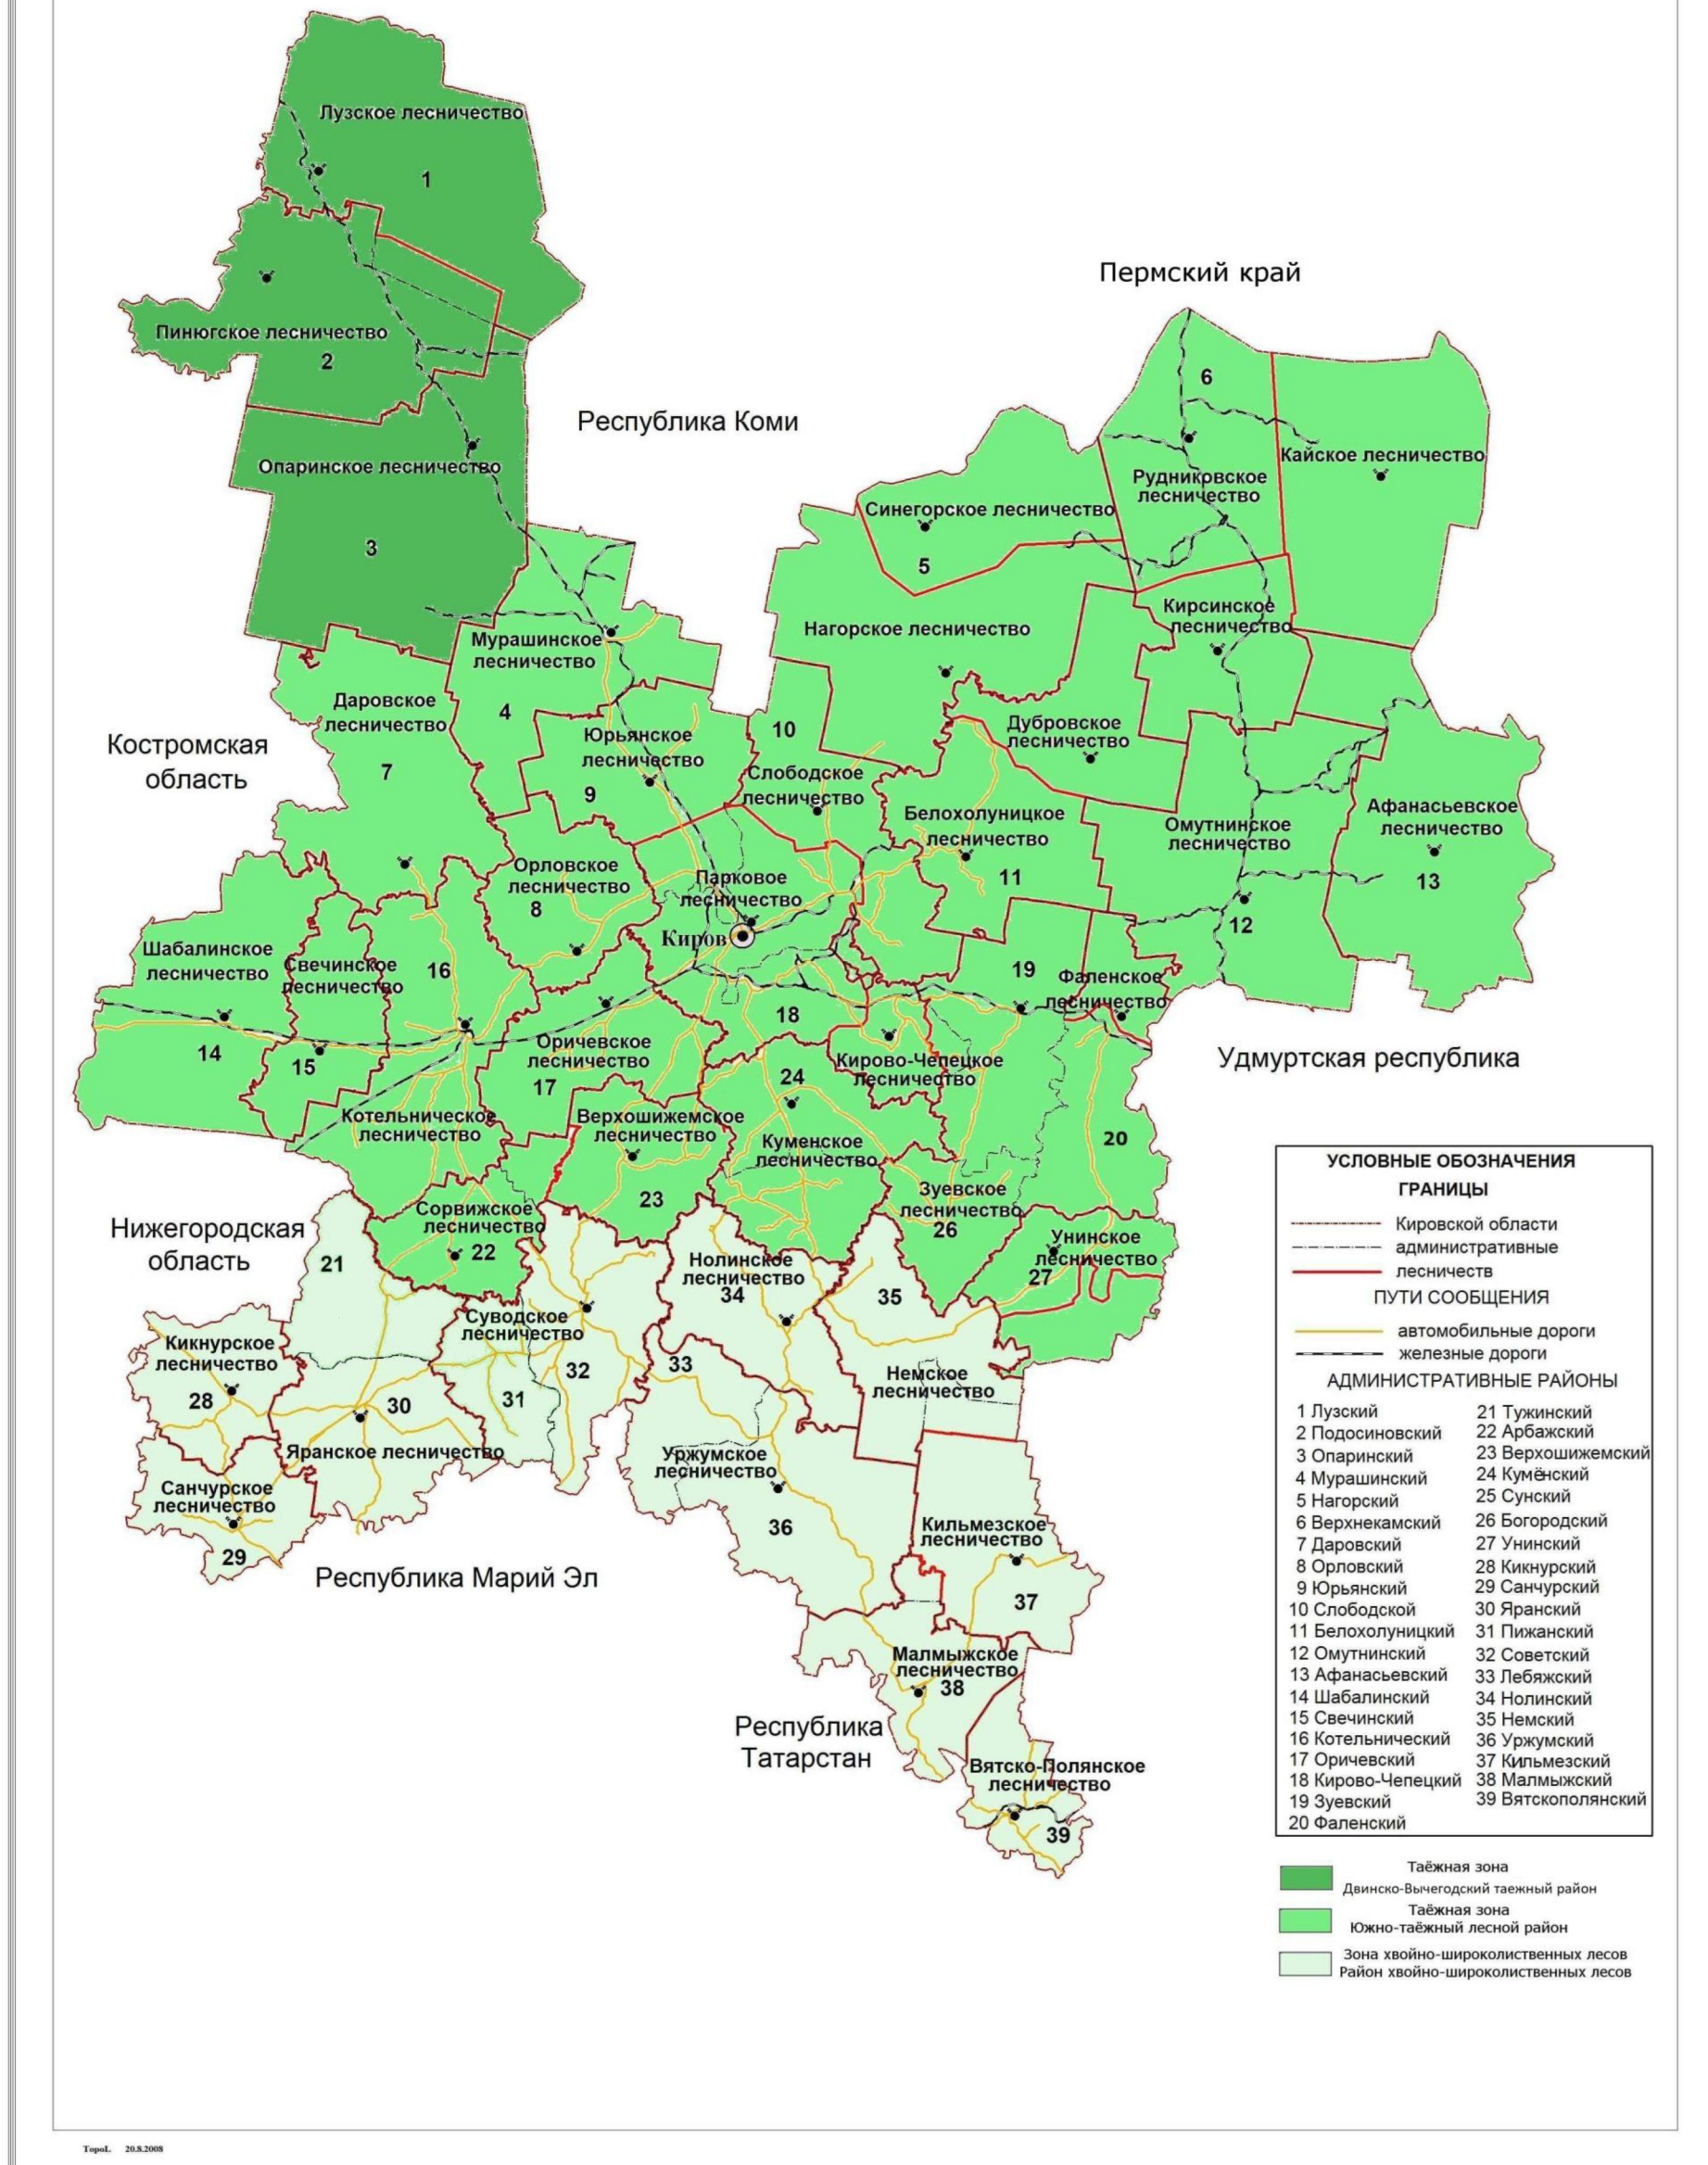 Лузское лесничество
1
Пермский край
Пинюгское лесничество
2
6
Республика Коми
Кайское лесничество
Опаринское лесничество
Рудниковское
лесничество
Синегорское лесничество
3
5
Кирсинское
лесничество
Нагорское лесничество
Мурашинское
лесничество
Даровское
лесничество
4
10
Дубровское
лесничество
Костромская
область
Юрьянское
лесничество
7
9
Слободское
лесничество
Белохолуницкое
лесничество
Омутнинское
лесничество
Афанасьевское
лесничество
Орловское
лесничество
8
Парковое
лесничество
11
13
12
Киров
Шабалинское
лесничество
Свечинское
лесничество
16
19
Фаленское
лесничество
18
14
15
Оричевское
лесничество
17
Кирово-Чепецкое
лесничество
Удмуртская республика
24
Котельническое
лесничество
Верхошижемское
лесничество
Куменское
лесничество
20
23
Зуевское
лесничество
26
Сорвижское
лесничество
22
Нижегородская
область
21
Унинское
лесничество
27
Нолинское
лесничество
34
35
Суводское
лесничество
Кикнурское
лесничество
28
33
32
31
30
Немское
лесничество
Яранское лесничество
Уржумское
лесничество
Санчурское
лесничество
29
36
Кильмезское
лесничество
37
Республика Марий Эл
Малмыжское
лесничество
38
Республика
Татарстан
Вятско-Полянское
лесничество
39
УСЛОВНЫЕ ОБОЗНАЧЕНИЯ
ГРАНИЦЫ
Кировской области
административные
лесничеств
ПУТИ СООБЩЕНИЯ
автомобильные дороги
железные дороги
АДМИНИСТРАТИВНЫЕ РАЙОНЫ
1 Лузский
2 Подосиновский
3 Опаринский
4 Мурашинский
5 Нагорский
6 Верхнекамский
7 Даровский
8 Орловский
9 Юрьянский
10 Слободской
11 Белохолуницкий
12 Омутнинский
13 Афанасьевский
14 Шабалинский
15 Свечинский
16 Котельнический
17 Оричевский
18 Кирово-Чепецкий
19 Зуевский
20 Фаленский
21 Тужинский
22 Арбажский
23 Верхошижемский
24 Кумёнский
25 Сунский
26 Богородский
27 Унинский
28 Кикнурский
29 Санчурский
30 Яранский
31 Пижанский
32 Советский
33 Лебяжский
34 Нолинский
35 Немский
36 Уржумский
37 Кильмезский
38 Малмыжский
39 Вятскополянский
Таёжная зона
Двинско-Вычегодский таежный район
Таёжная зона
Южно-таёжный лесной район
Зона хвойно-широколиственных лесов
Район хвойно-широколиственных лесов
TopoL 20.8.2008